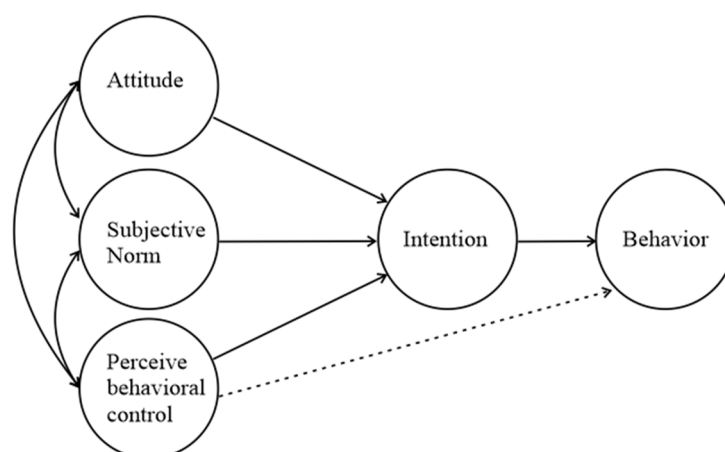 Attitude
Subjective
Norm
Intention
Behavior
Perceive
behavioral
control